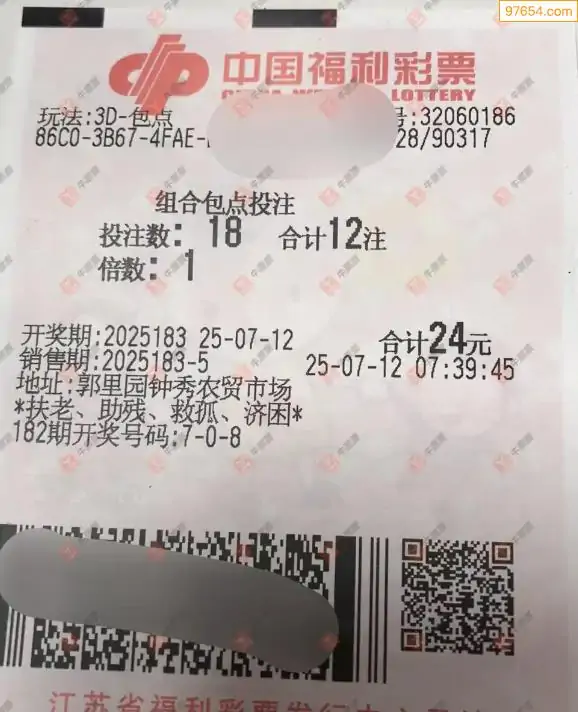 97654.com
中国福利彩票
CHINA WELFARE LOTTERY
玩法:3D-包点 号:32060186
86C0-3B67-4FAE- 28/90317
组合包点投注
投注数: 18 合计12注
倍数: 1
开奖期:2025183 25-07-12 合计24元
销售期:2025183-5 25-07-12 07:39:45
地址:郭里园钟秀农贸市场
*扶老、助残、救孤、济困*
182期开奖号码:7-0-8
江苏省福利彩票发行中心